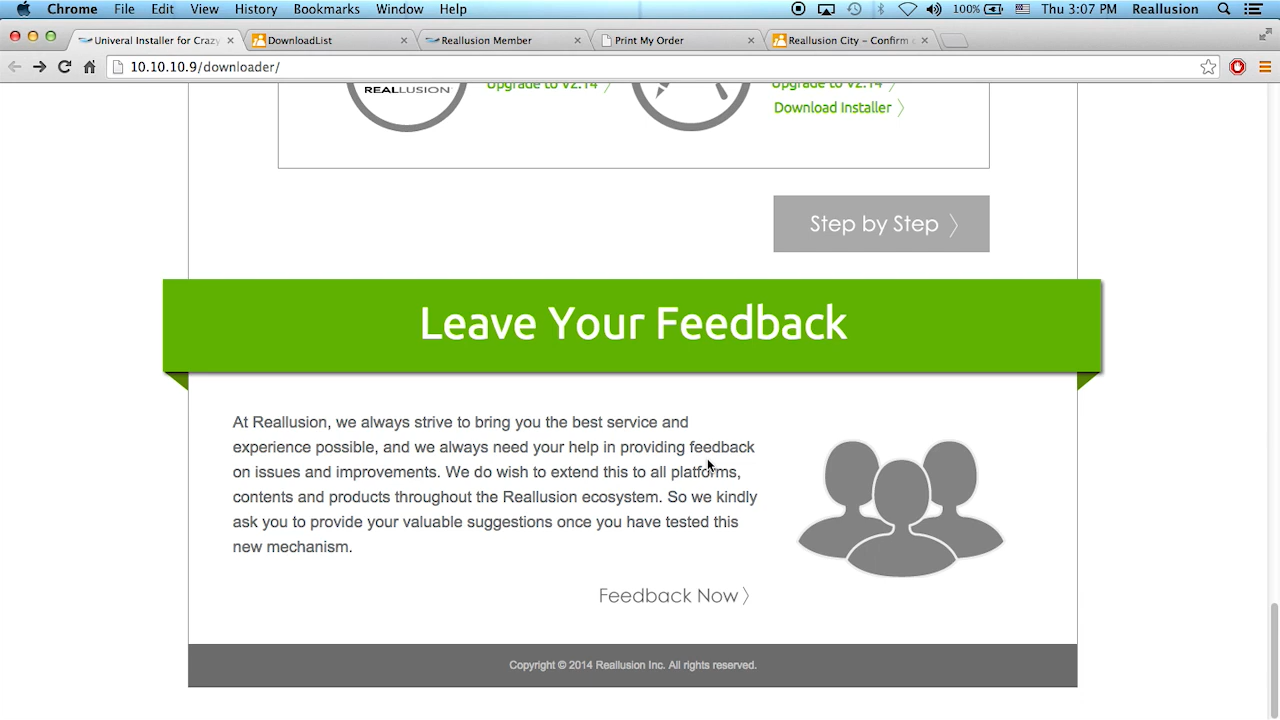 Chrome File Edit View History Bookmarks Window Help 100% Thu 3:07 PM Reallusion
Univeral Installer for Crazy DownloadList Reallusion Member Print My Order Reallusion City – Confirm
10.10.10.9/downloader/
REALLUSION Upgrade to V2.14 Upgrade to V2.14
Download Installer
Step by Step
Leave Your Feedback
At Reallusion, we always strive to bring you the best service and
experience possible, and we always need your help in providing feedback
on issues and improvements. We do wish to extend this to all platforms,
contents and products throughout the Reallusion ecosystem. So we kindly
ask you to provide your valuable suggestions once you have tested this
new mechanism.
Feedback Now
Copyright © 2014 Reallusion Inc. All rights reserved.